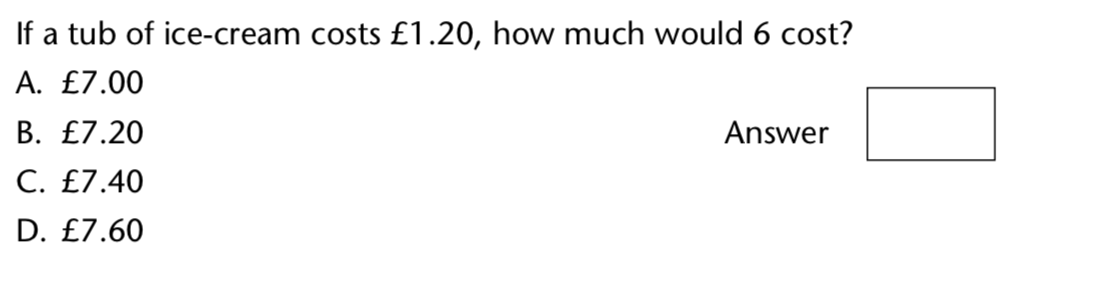 If a tub of ice-cream costs £1.20, how much would 6 cost?
A. £7.00
B. £7.20
Answer
C. £7.40
D. £7.60